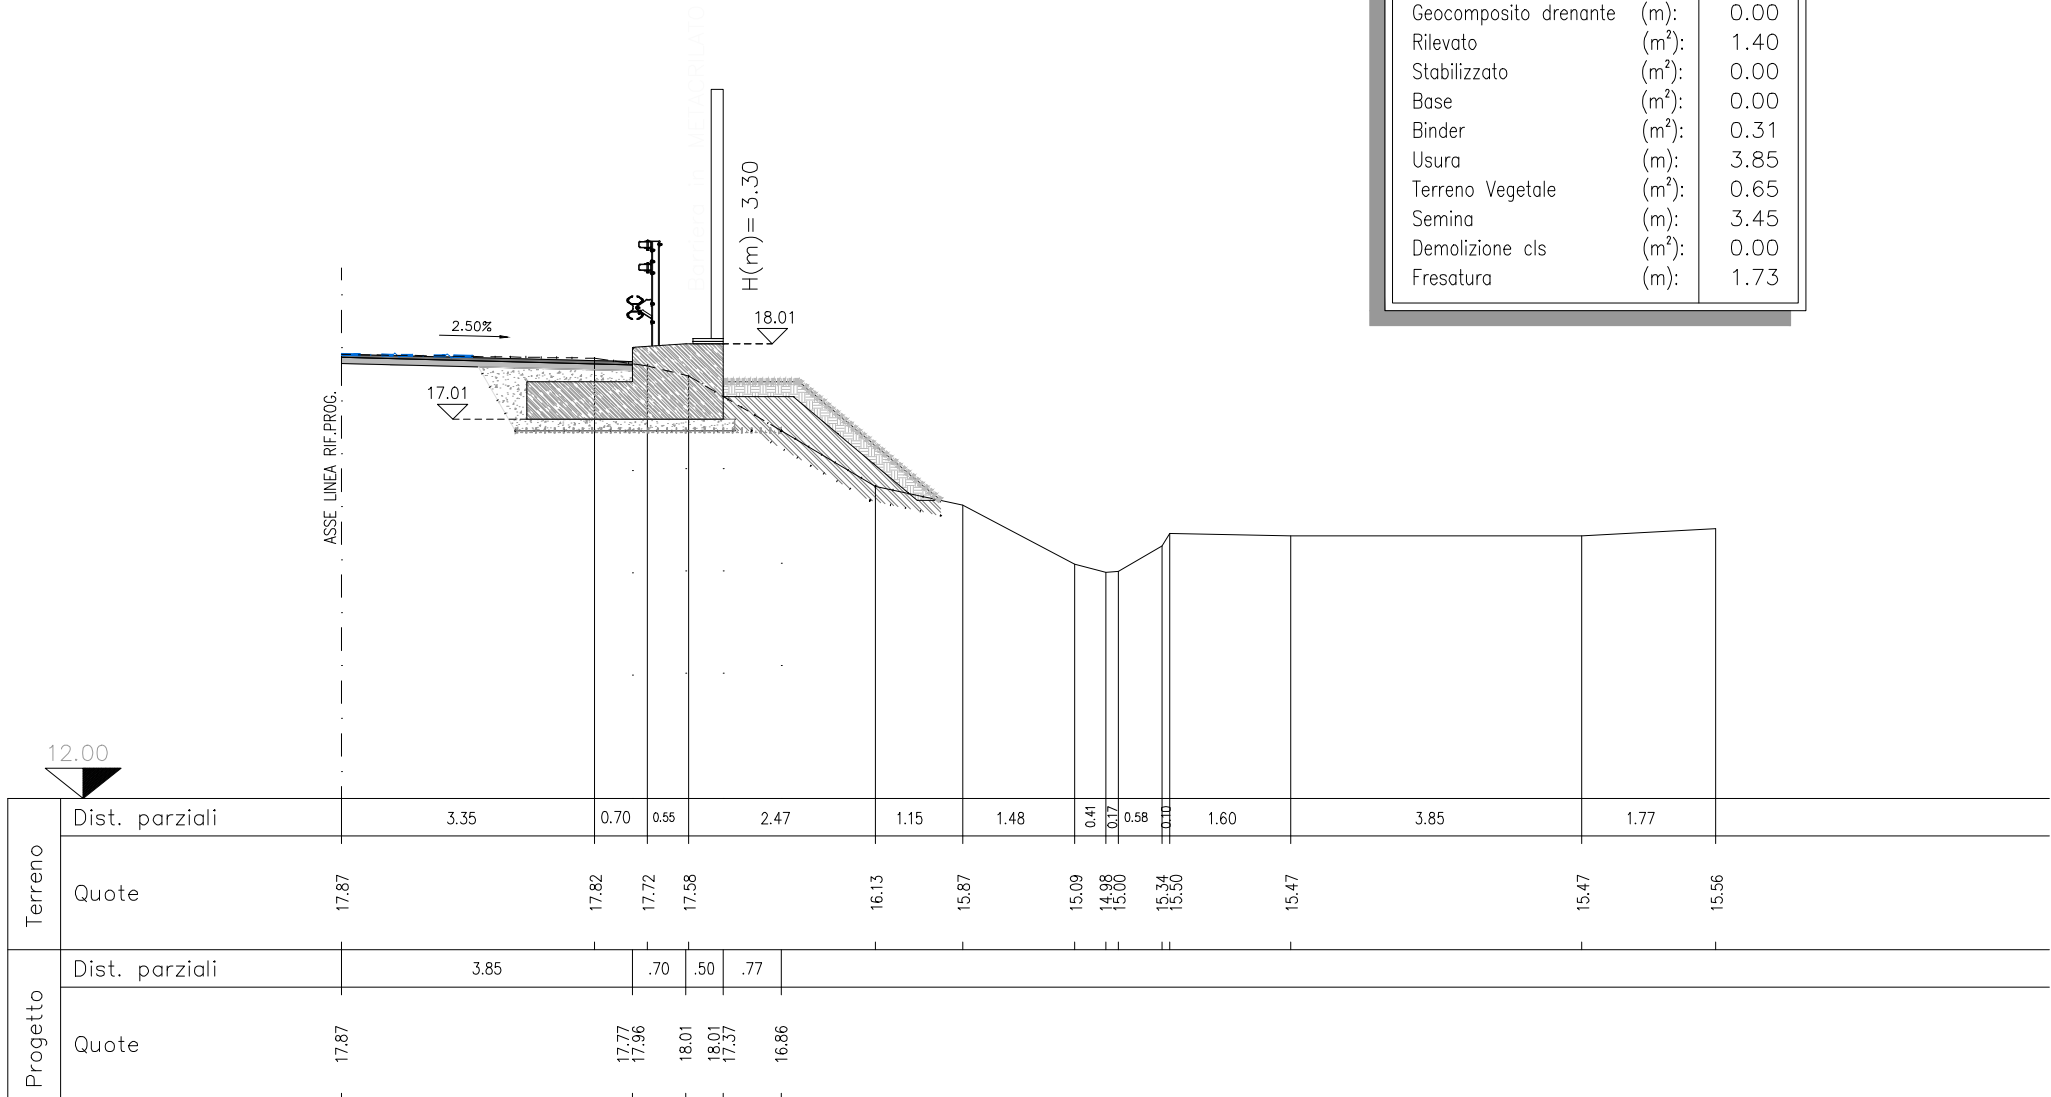 Geocomposito drenante (m): 0.00
Rilevato (m²): 1.40
Stabilizzato (m²): 0.00
Base (m²): 0.00
Binder (m²): 0.31
Usura (m): 3.85
Terreno Vegetale (m²): 0.65
Semina (m): 3.45
Demolizione cls (m²): 0.00
Fresatura (m): 1.73
H(m)= 3.30
18.01
2.50%
17.01
ASSE LINEA RIF.PROG.
12.00
Terreno
Dist. parziali 3.35 0.70 0.55 2.47 1.15 1.48 0.41 0.17 0.58 0.10 1.60 3.85 1.77
Quote 17.87 17.82 17.72 17.58 16.13 15.87 15.09 14.98 15.00 15.34 15.50 15.47 15.47 15.56
Progetto
Dist. parziali 3.85 .70 .50 .77
Quote 17.87 17.77 17.96 18.01 18.01 17.37 16.86